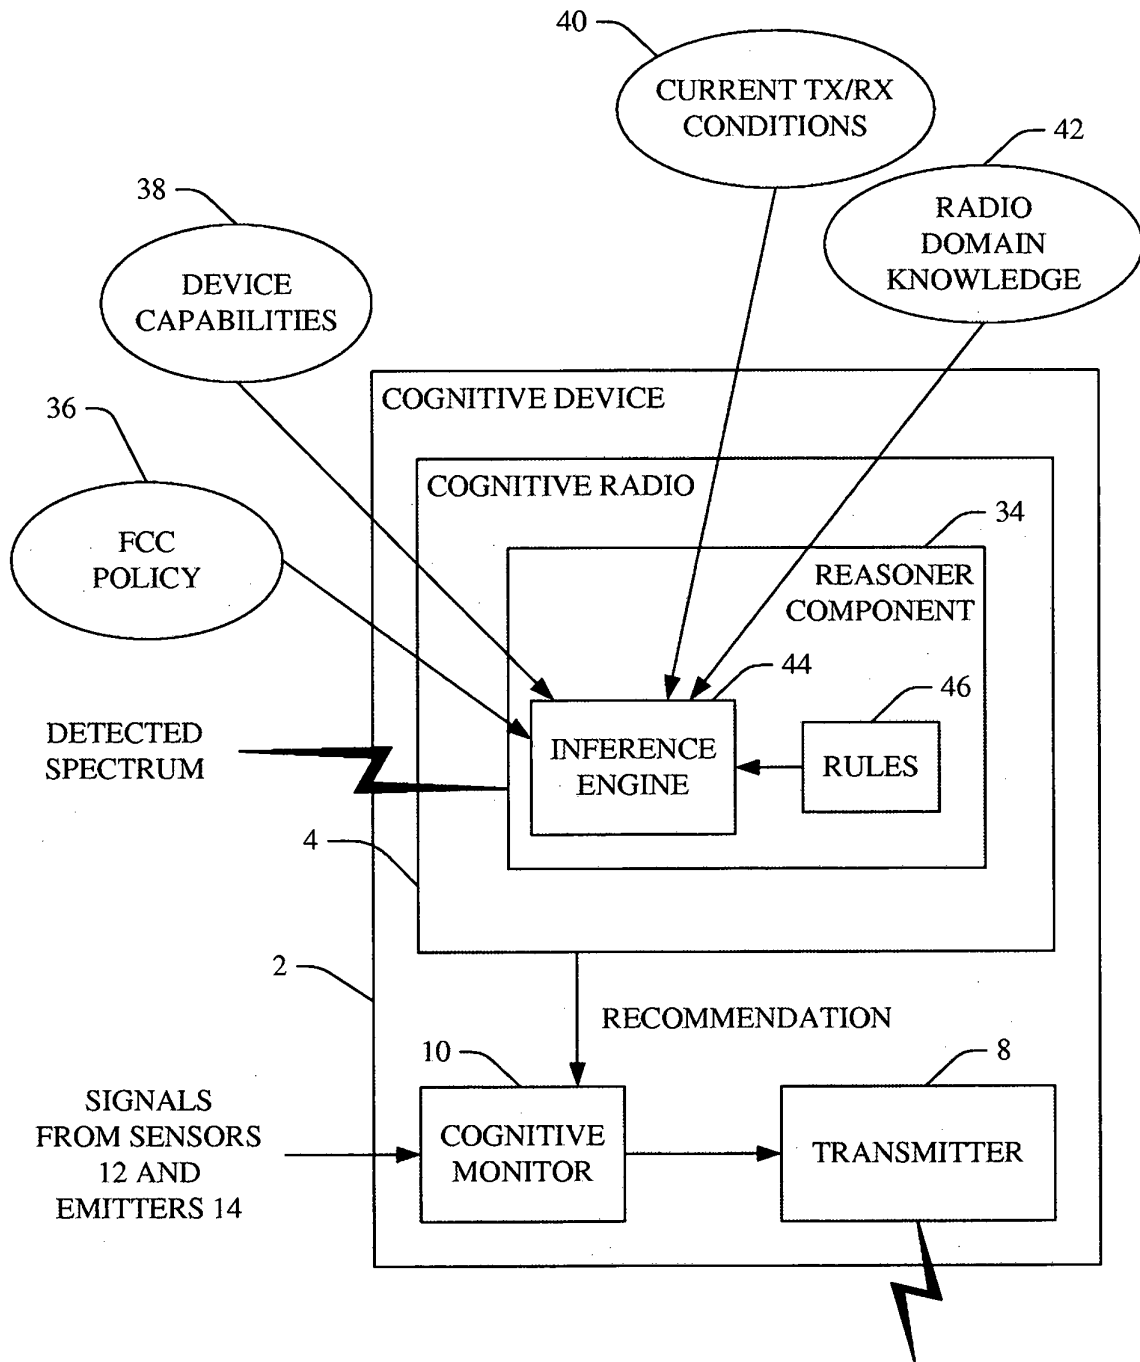 40
CURRENT TX/RX
CONDITIONS
42
RADIO
DOMAIN
KNOWLEDGE
38
DEVICE
CAPABILITIES
36
FCC
POLICY
COGNITIVE DEVICE
COGNITIVE RADIO
34
REASONER
COMPONENT
44
46
INFERENCE
ENGINE
RULES
DETECTED
SPECTRUM
4
2
RECOMMENDATION
10
8
SIGNALS
FROM SENSORS
12 AND
EMITTERS 14
COGNITIVE
MONITOR
TRANSMITTER